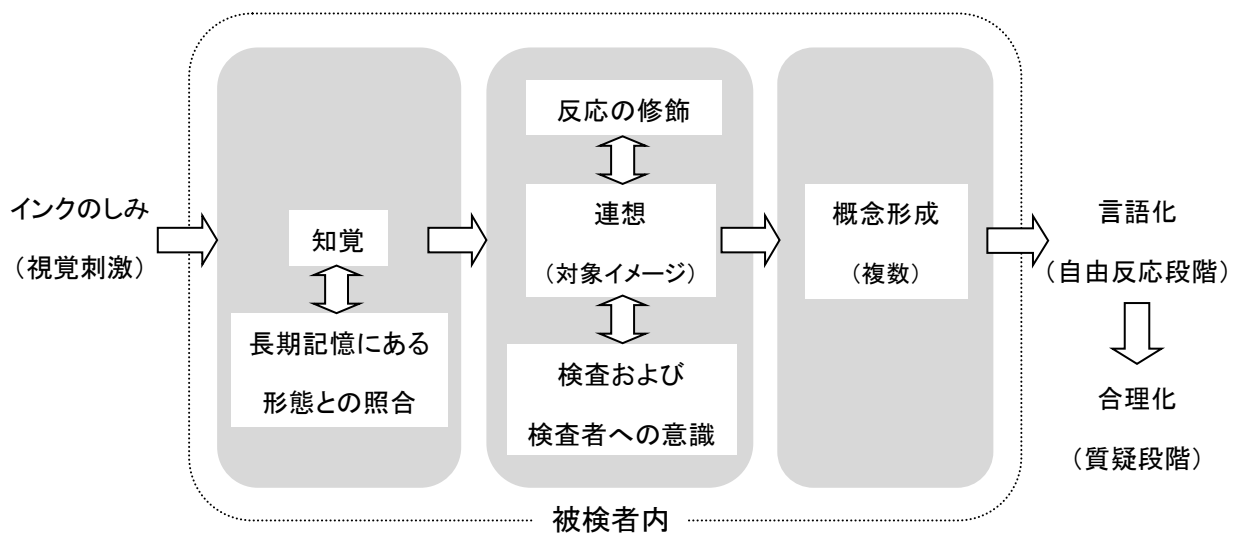 インクのしみ
(視覚刺激)
知覚
長期記憶にある
形態との照合
反応の修飾
連想
(対象イメージ)
検査および
検査者への意識
概念形成
(複数)
言語化
(自由反応段階)
合理化
(質疑段階)
被検者内